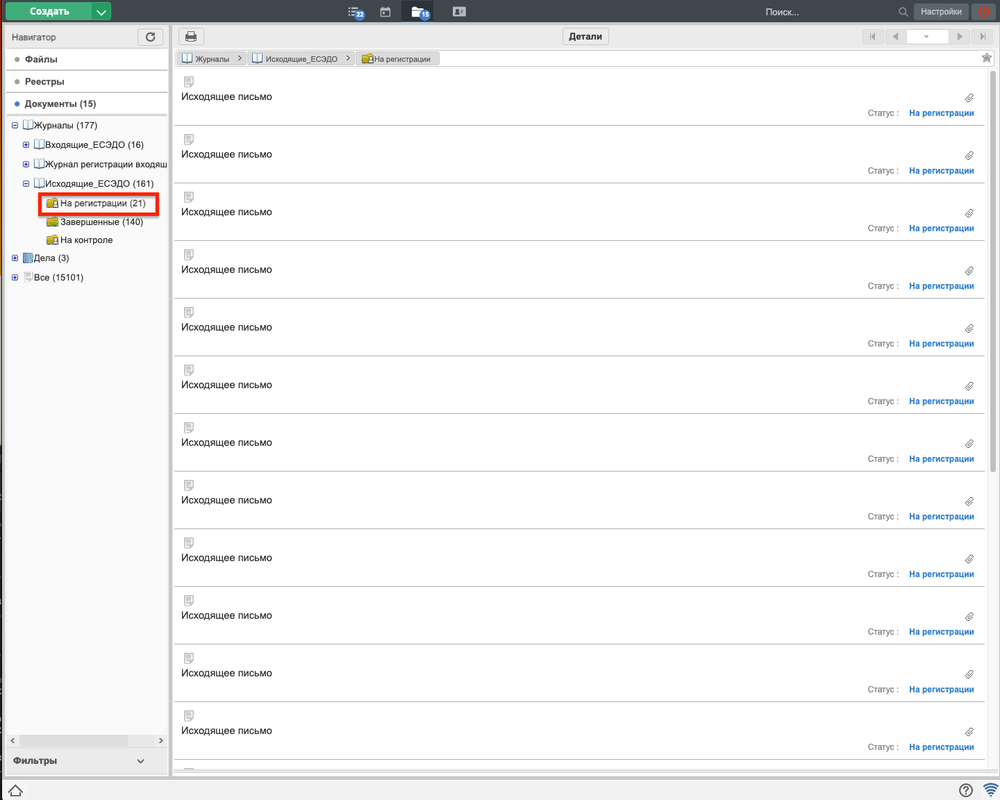 Создать
22
15
Поиск...
Настройки
Навигатор
Детали
Файлы
Реестры
Документы (15)
Журналы (177)
Входящие_ЕСЭДО (16)
Журнал регистрации входящ
Исходящие_ЕСЭДО (161)
На регистрации (21)
Завершенные (140)
На контроле
Дела (3)
Все (15101)
Фильтры
Журналы
Исходящие_ЕСЭДО
На регистрации
Исходящее письмо
Статус : На регистрации
Исходящее письмо
Статус : На регистрации
Исходящее письмо
Статус : На регистрации
Исходящее письмо
Статус : На регистрации
Исходящее письмо
Статус : На регистрации
Исходящее письмо
Статус : На регистрации
Исходящее письмо
Статус : На регистрации
Исходящее письмо
Статус : На регистрации
Исходящее письмо
Статус : На регистрации
Исходящее письмо
Статус : На регистрации
Исходящее письмо
Статус : На регистрации
Исходящее письмо
Статус : На регистрации